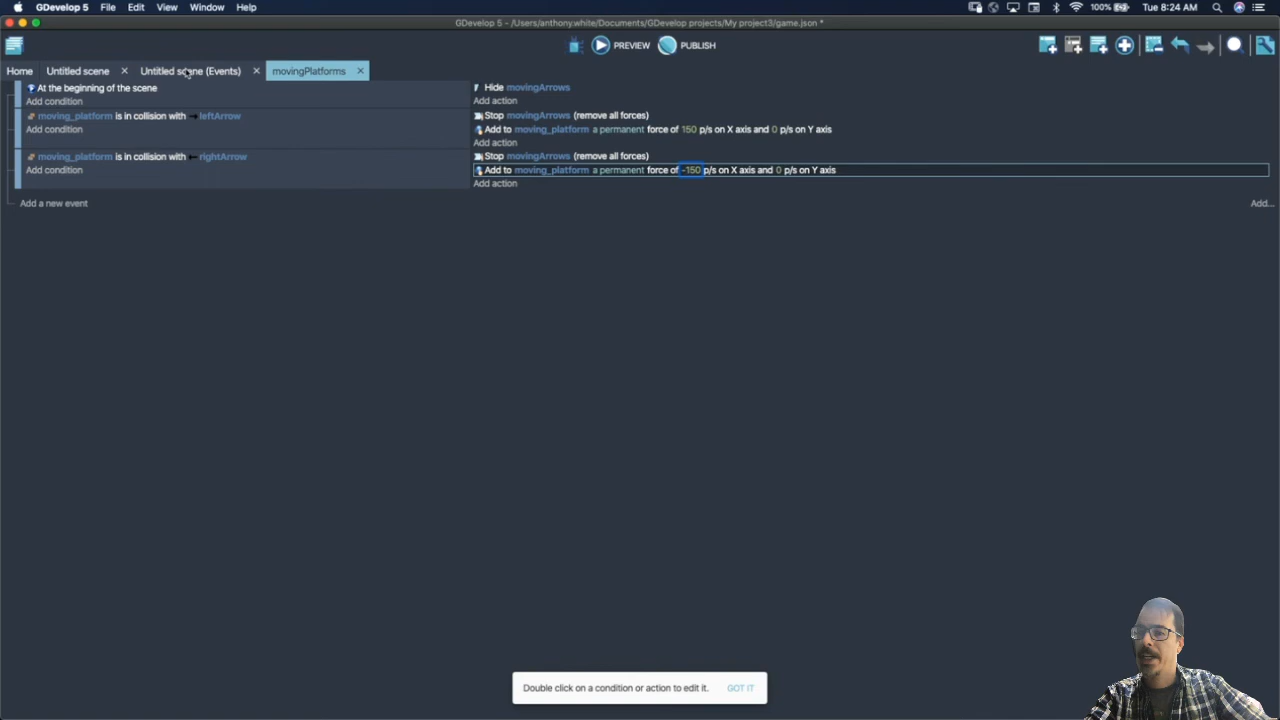 GDevelop 5 File Edit View Window Help 100% Tue 8:24 AM
GDevelop 5 - /Users/anthony.white/Documents/GDevelop projects/My project3/game.json *
PREVIEW PUBLISH
Home Untitled scene × Untitled scene (Events) × movingPlatforms ×
At the beginning of the scene Hide movingArrows
Add condition Add action
moving_platform is in collision with leftArrow Stop movingArrows (remove all forces)
Add condition Add to moving_platform a permanent force of 150 p/s on X axis and 0 p/s on Y axis
Add action
moving_platform is in collision with rightArrow Stop movingArrows (remove all forces)
Add condition Add to moving_platform a permanent force of -150 p/s on X axis and 0 p/s on Y axis
Add action
Add a new event Add...
Double click on a condition or action to edit it. GOT IT